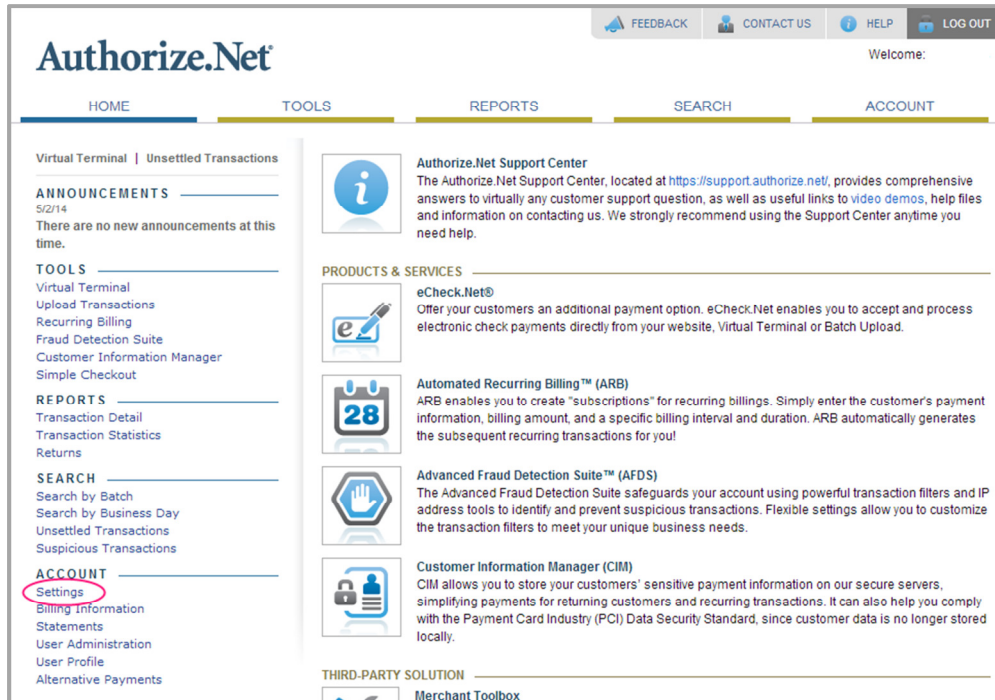 FEEDBACK CONTACT US HELP LOG OUT
Authorize.Net
Welcome:
HOME TOOLS REPORTS SEARCH ACCOUNT
Virtual Terminal | Unsettled Transactions
ANNOUNCEMENTS
5/2/14
There are no new announcements at this
time.
TOOLS
Virtual Terminal
Upload Transactions
Recurring Billing
Fraud Detection Suite
Customer Information Manager
Simple Checkout
REPORTS
Transaction Detail
Transaction Statistics
Returns
SEARCH
Search by Batch
Search by Business Day
Unsettled Transactions
Suspicious Transactions
ACCOUNT
Settings
Billing Information
Statements
User Administration
User Profile
Alternative Payments
i
Authorize.Net Support Center
The Authorize.Net Support Center, located at https://support.authorize.net/, provides comprehensive
answers to virtually any customer support question, as well as useful links to video demos, help files
and information on contacting us. We strongly recommend using the Support Center anytime you
need help.
PRODUCTS & SERVICES
e
eCheck.Net®
Offer your customers an additional payment option. eCheck.Net enables you to accept and process
electronic check payments directly from your website, Virtual Terminal or Batch Upload.
28
Automated Recurring Billing™ (ARB)
ARB enables you to create "subscriptions" for recurring billings. Simply enter the customer's payment
information, billing amount, and a specific billing interval and duration. ARB automatically generates
the subsequent recurring transactions for you!
Advanced Fraud Detection Suite™ (AFDS)
The Advanced Fraud Detection Suite safeguards your account using powerful transaction filters and IP
address tools to identify and prevent suspicious transactions. Flexible settings allow you to customize
the transaction filters to meet your unique business needs.
Customer Information Manager (CIM)
CIM allows you to store your customers' sensitive payment information on our secure servers,
simplifying payments for returning customers and recurring transactions. It can also help you comply
with the Payment Card Industry (PCI) Data Security Standard, since customer data is no longer stored
locally.
THIRD-PARTY SOLUTION
Merchant Toolbox